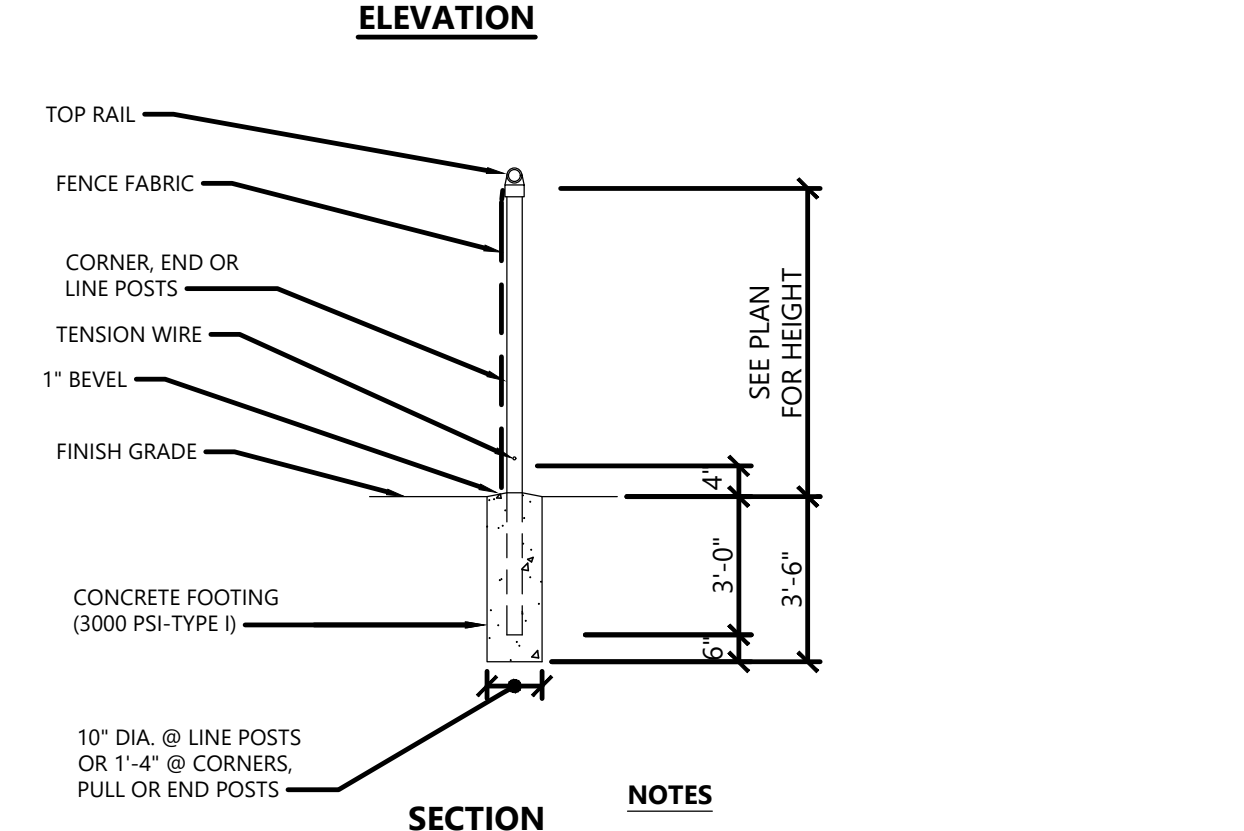 ELEVATION
TOP RAIL
FENCE FABRIC
CORNER, END OR
LINE POSTS
TENSION WIRE
1" BEVEL
FINISH GRADE
CONCRETE FOOTING
(3000 PSI-TYPE I)
10" DIA. @ LINE POSTS
OR 1'-4" @ CORNERS,
PULL OR END POSTS
SEE PLAN
FOR HEIGHT
4"
3'-0"
3'-6"
6"
SECTION
NOTES